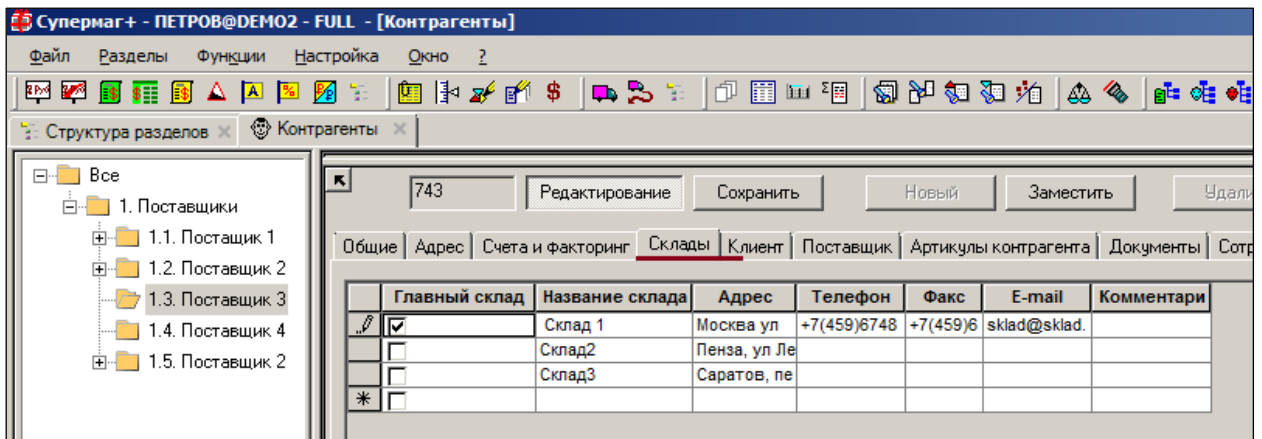 Супермаг+ - ПЕТРОВ@DEMO2 - FULL - [Контрагенты]
Файл Разделы Функции Настройка Окно ?
Структура разделов Контрагенты
Все
1. Поставщики
1.1. Постащик 1
1.2. Поставщик 2
1.3. Поставщик 3
1.4. Поставщик 4
1.5. Поставщик 2
743 Редактирование Сохранить Новый Заместить Удали
Общие Адрес Счета и факторинг Склады Клиент Поставщик Артикулы контрагента Документы Сотр
Главный склад Название склада Адрес Телефон Факс E-mail Комментари
Склад 1 Москва ул +7(459)6748 +7(459)6 sklad@sklad.
Склад2 Пенза, ул Ле
Склад3 Саратов, пе